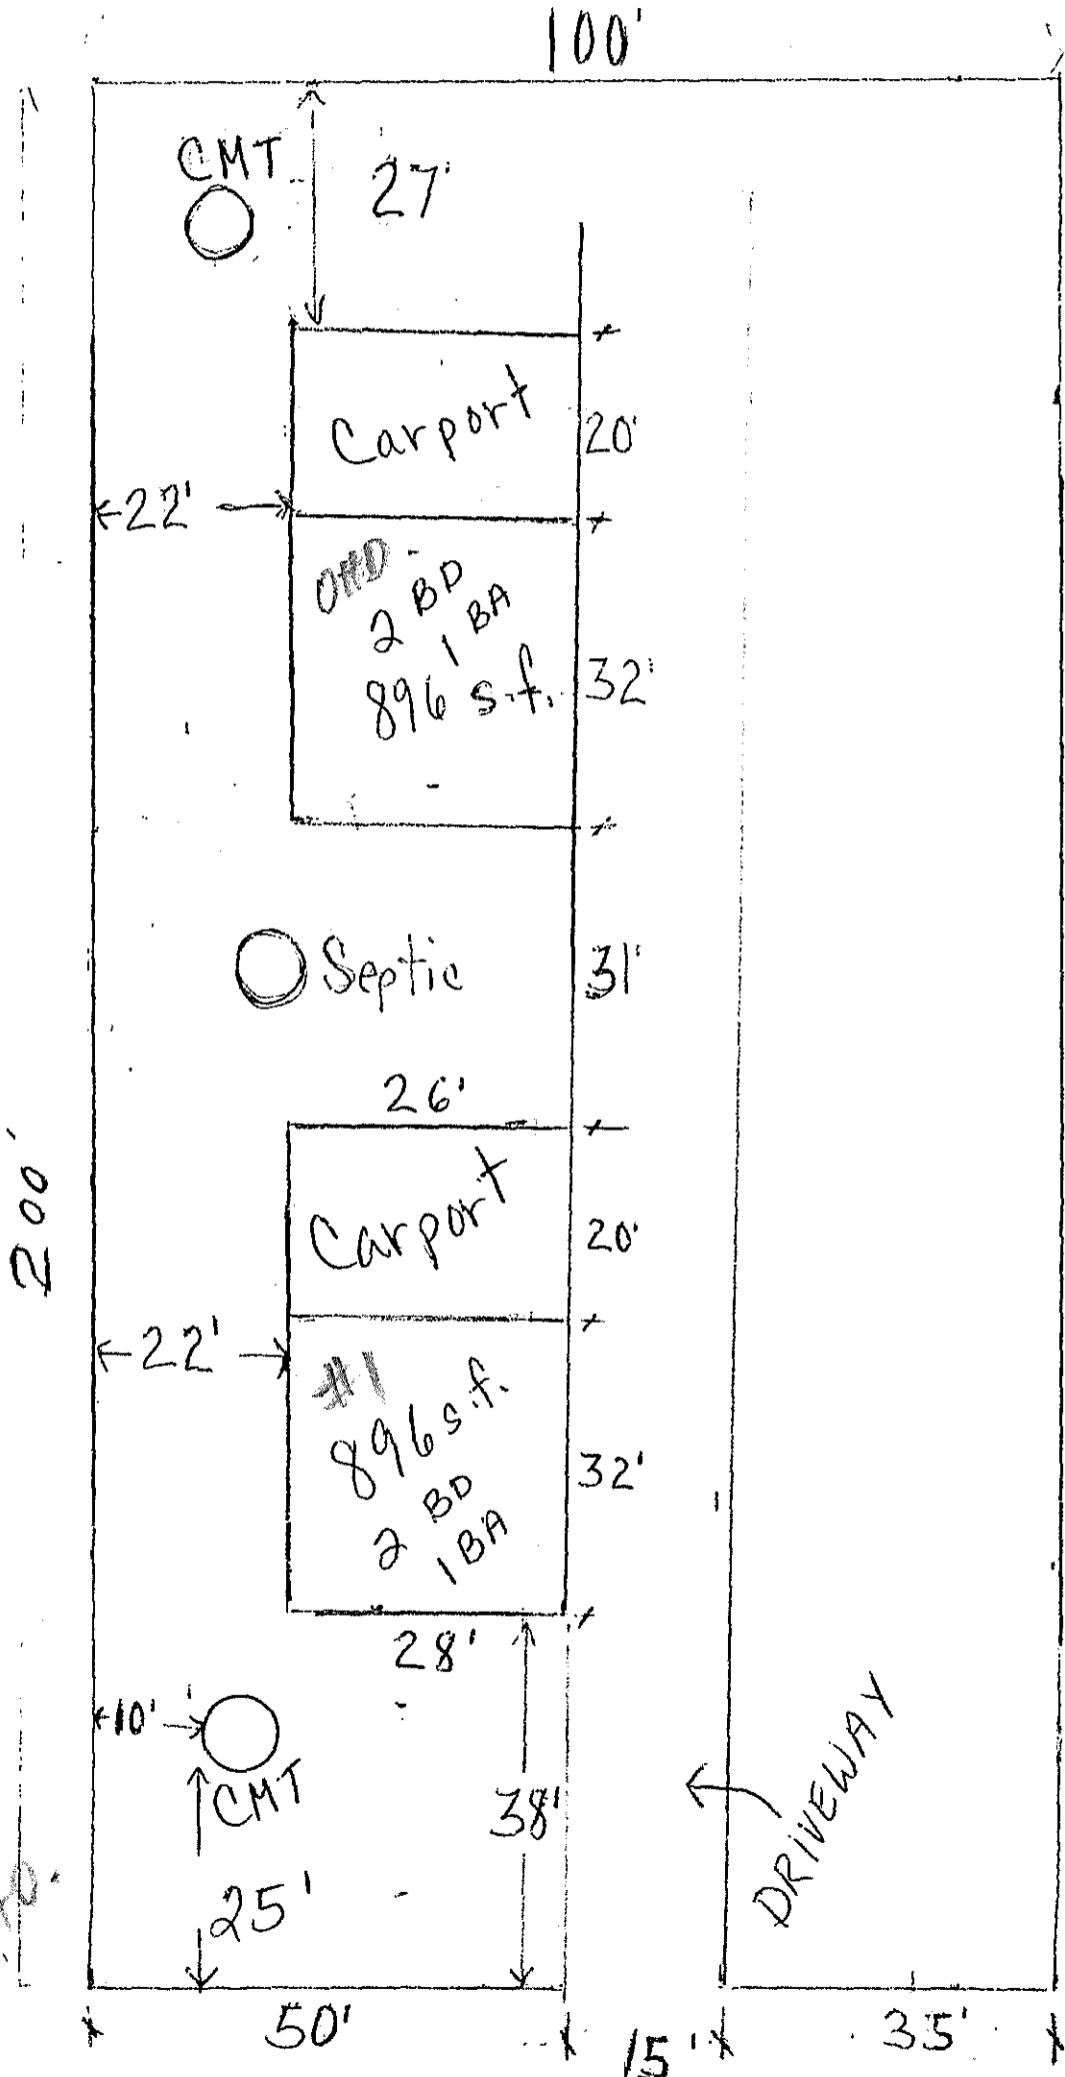 100'
CMT
27'
Carport
20'
22'
OHD
2 BD
1 BA
896 s.f.
32'
Septic
31'
26'
200'
Carport
20'
22'
#1
896 s.f.
2 BD
1 BA
32'
28'
10'
CMT
38'
25'
DRIVEWAY
50'
15'
35'